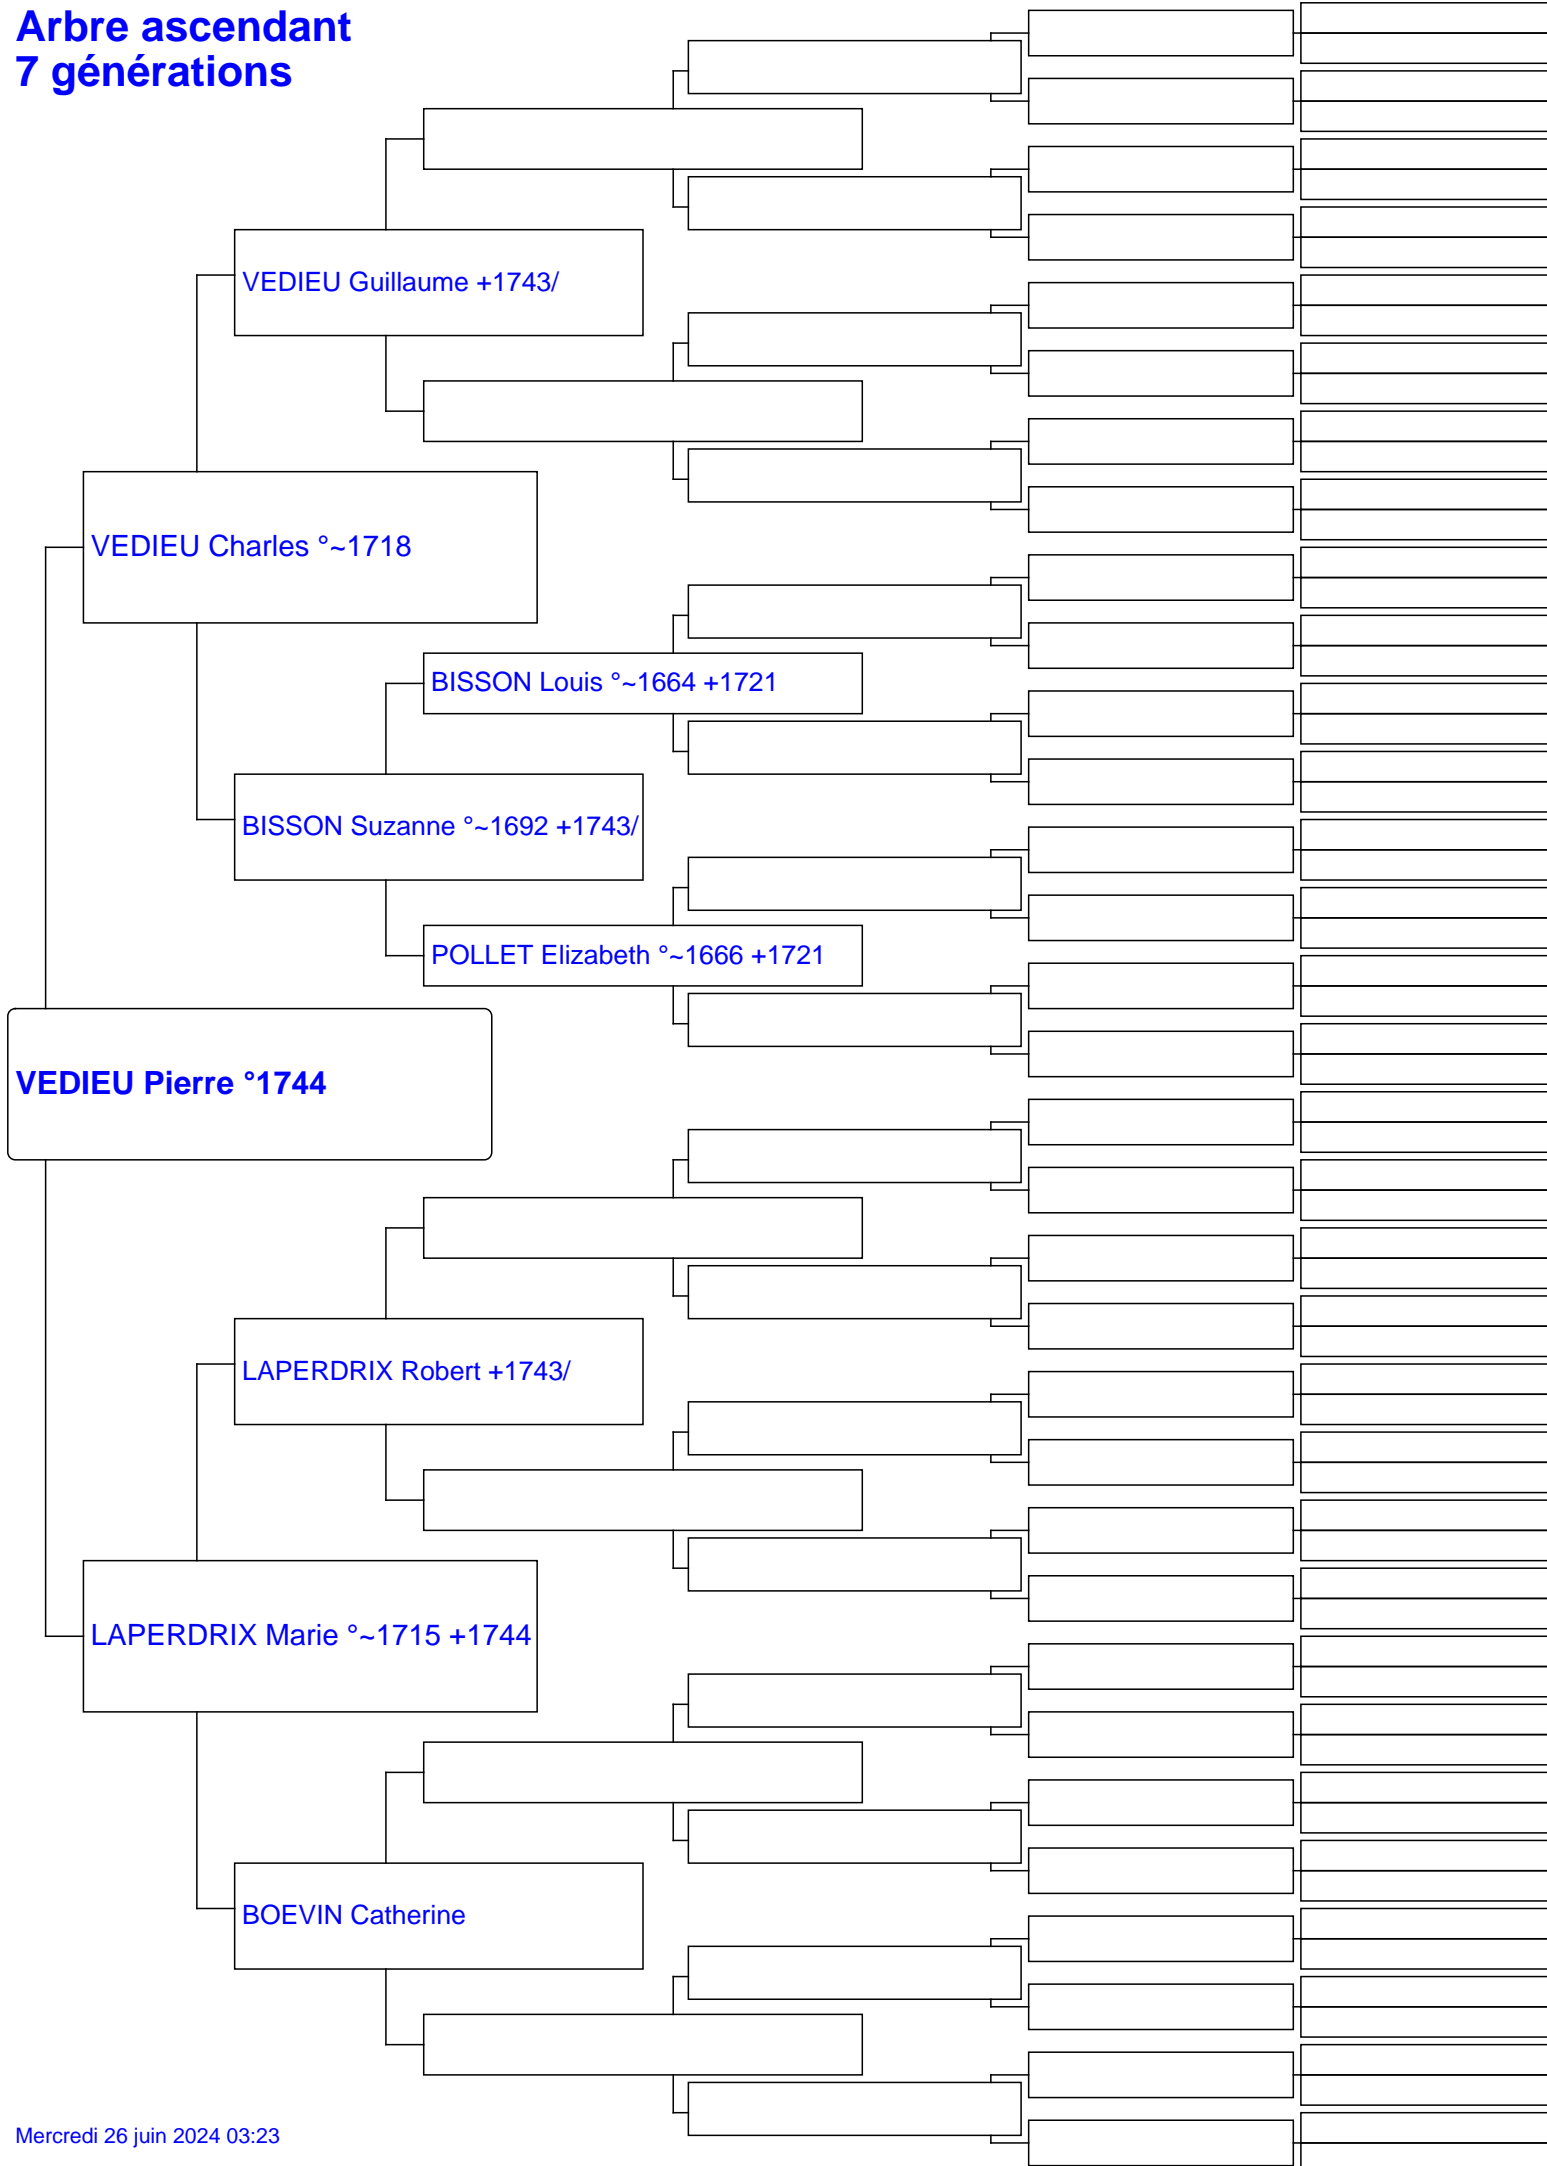 Arbre ascendant
7 générations
VEDIEU Guillaume +1743/
VEDIEU Charles °~1718
BISSON Louis °~1664 +1721
BISSON Suzanne °~1692 +1743/
POLLET Elizabeth °~1666 +1721
VEDIEU Pierre °1744
LAPERDRIX Robert +1743/
LAPERDRIX Marie °~1715 +1744
BOEVIN Catherine
Mercredi 26 juin 2024 03:23